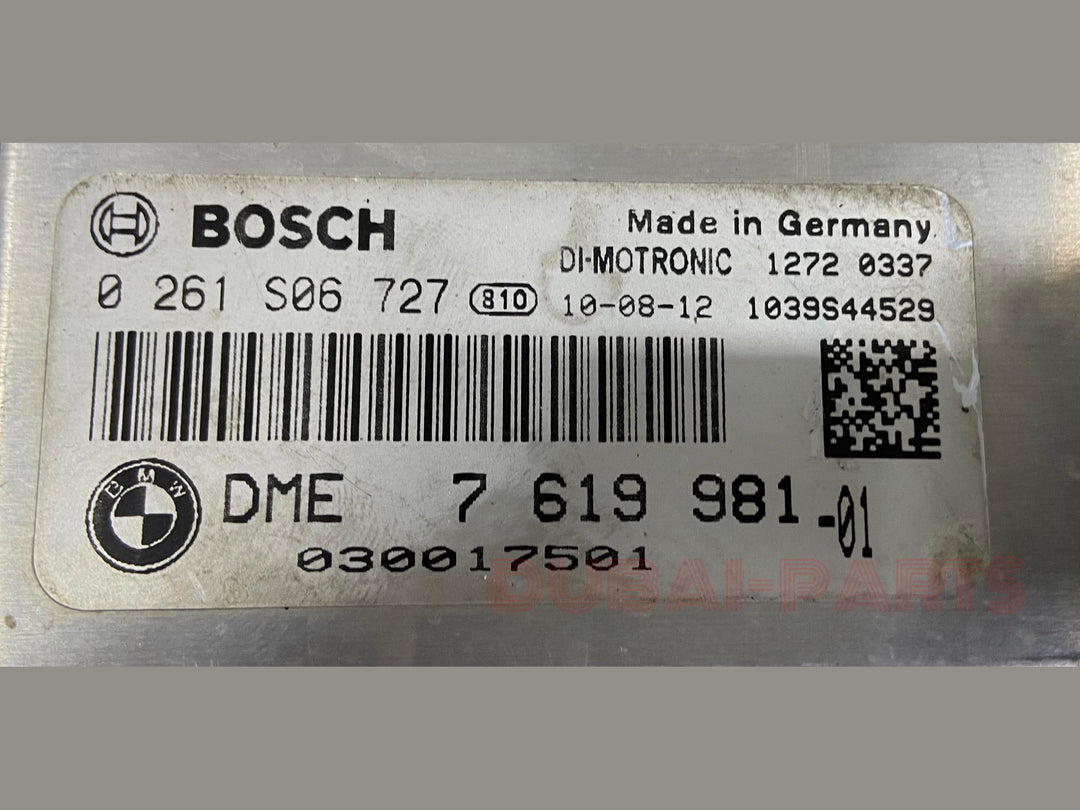 BOSCH
Made in Germany
DI-MOTRONIC 1272 0337
0 261 S06 727 810 10-08-12 1039S44529
BMW
DME 7 619 981-01
030017501
DUBAI-PARTS